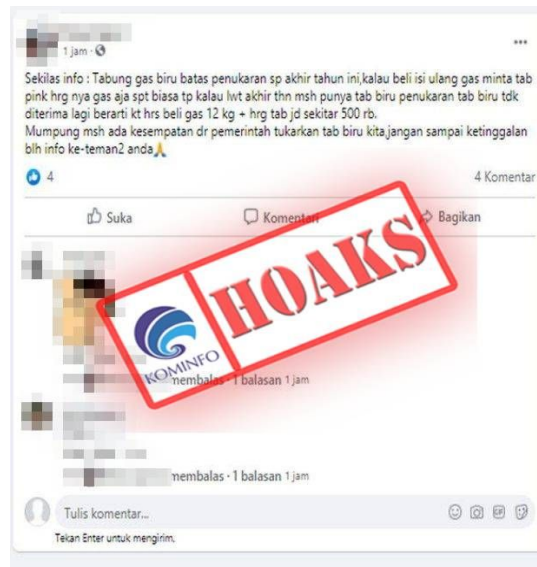 1 jam
Sekilas info : Tabung gas biru batas penukaran sp akhir tahun ini,kalau beli isi ulang gas minta tab
pink hrg nya gas aja spt biasa tp kalau lwt akhir thn msh punya tab biru penukaran tab biru tdk
diterima lagi berarti kt hrs beli gas 12 kg + hrg tab jd sekitar 500 rb.
Mumpung msh ada kesempatan dr pemerintah tukarkan tab biru kita,jangan sampai ketinggalan
blh info ke-teman2 anda🙏
4
4 Komentar
Suka
Komentari
Bagikan
HOAKS
KOMINFO
membalas · 1 balasan 1 jam
membalas · 1 balasan 1 jam
Tulis komentar...
GIF
Tekan Enter untuk mengirim.